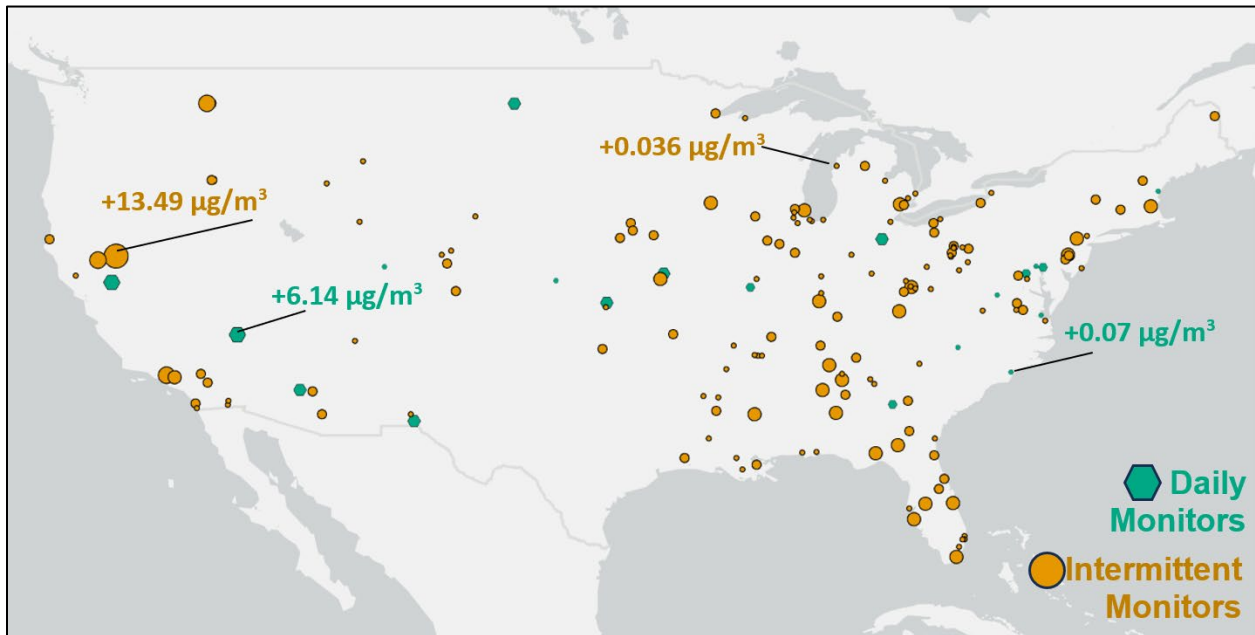 +0.036 µg/m³
+13.49 µg/m³
+6.14 µg/m³
+0.07 µg/m³
Daily
Monitors
Intermittent
Monitors